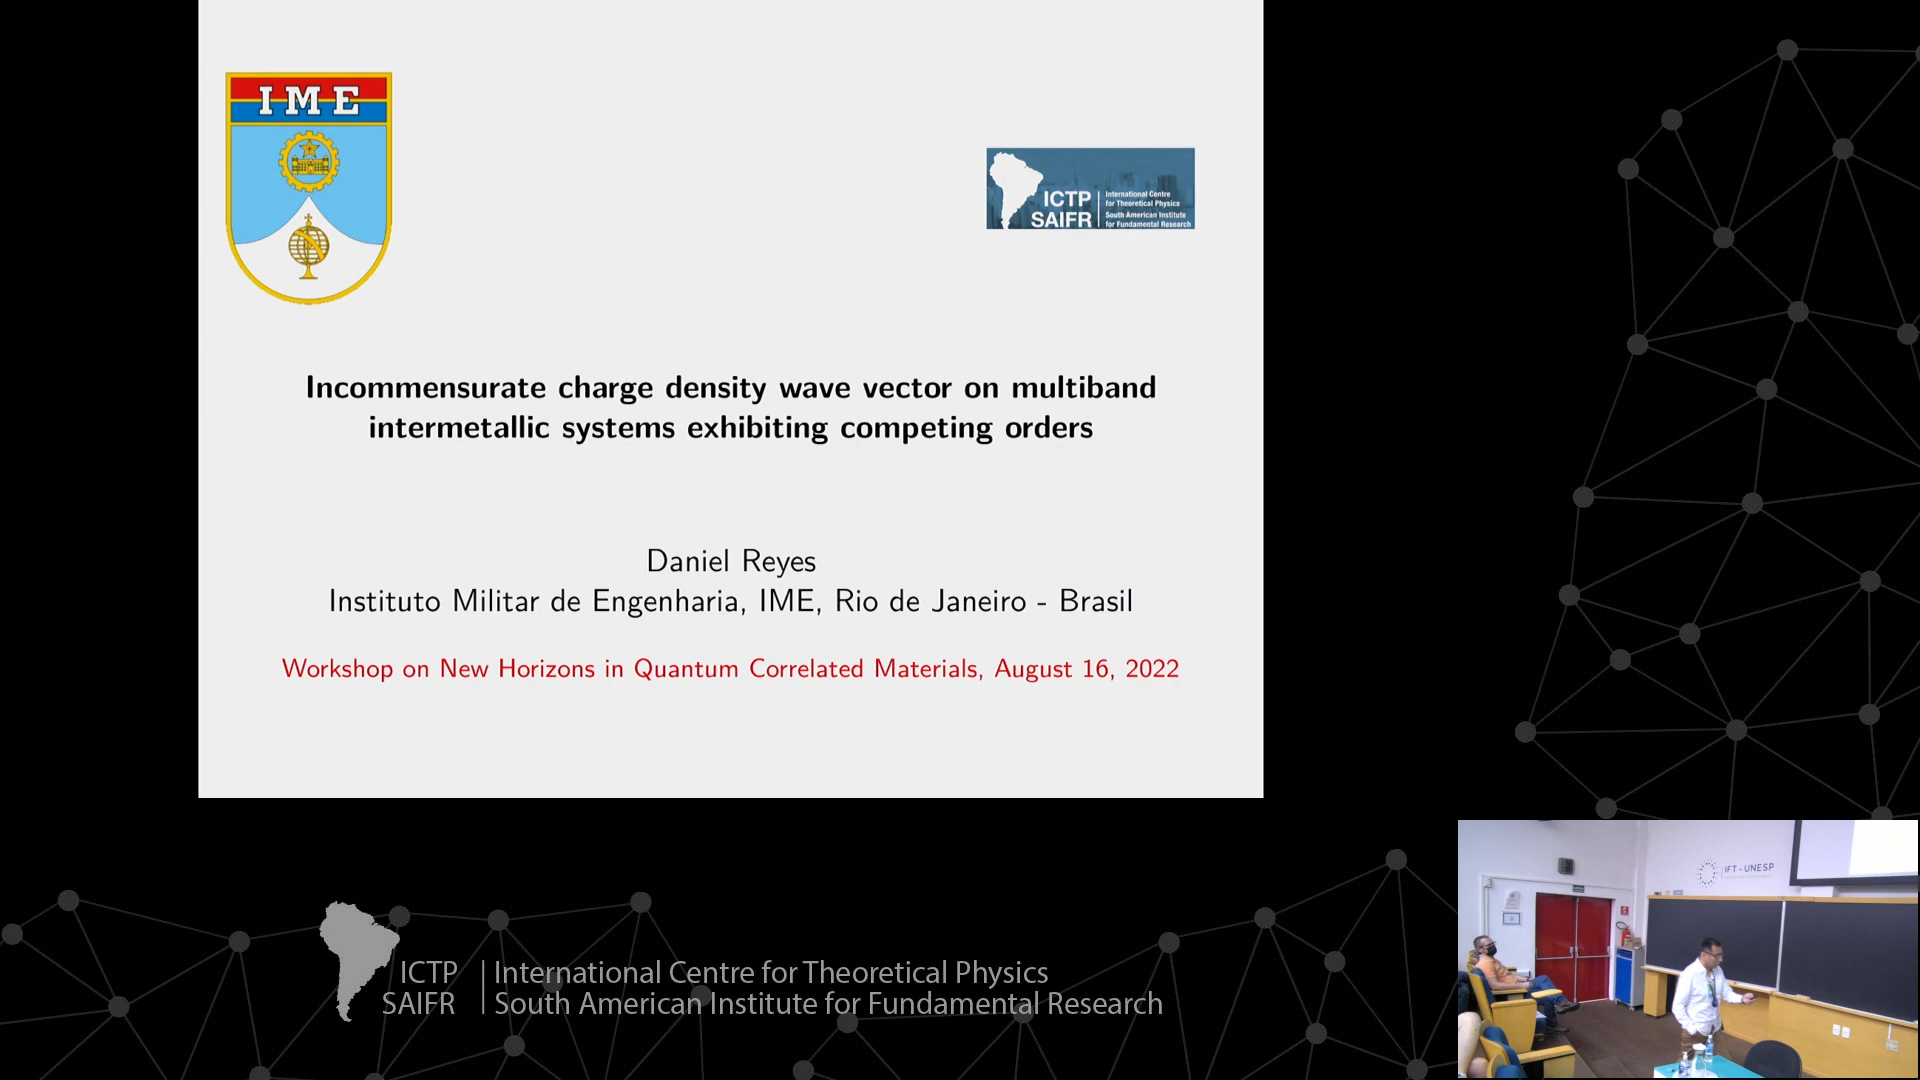 IME
ICTP
SAIFR
International Centre
for Theoretical Physics
South American Institute
for Fundamental Research
Incommensurate charge density wave vector on multiband
intermetallic systems exhibiting competing orders
Daniel Reyes
Instituto Militar de Engenharia, IME, Rio de Janeiro - Brasil
Workshop on New Horizons in Quantum Correlated Materials, August 16, 2022
IFT - UNESP
ICTP
SAIFR
International Centre for Theoretical Physics
South American Institute for Fundamental Research